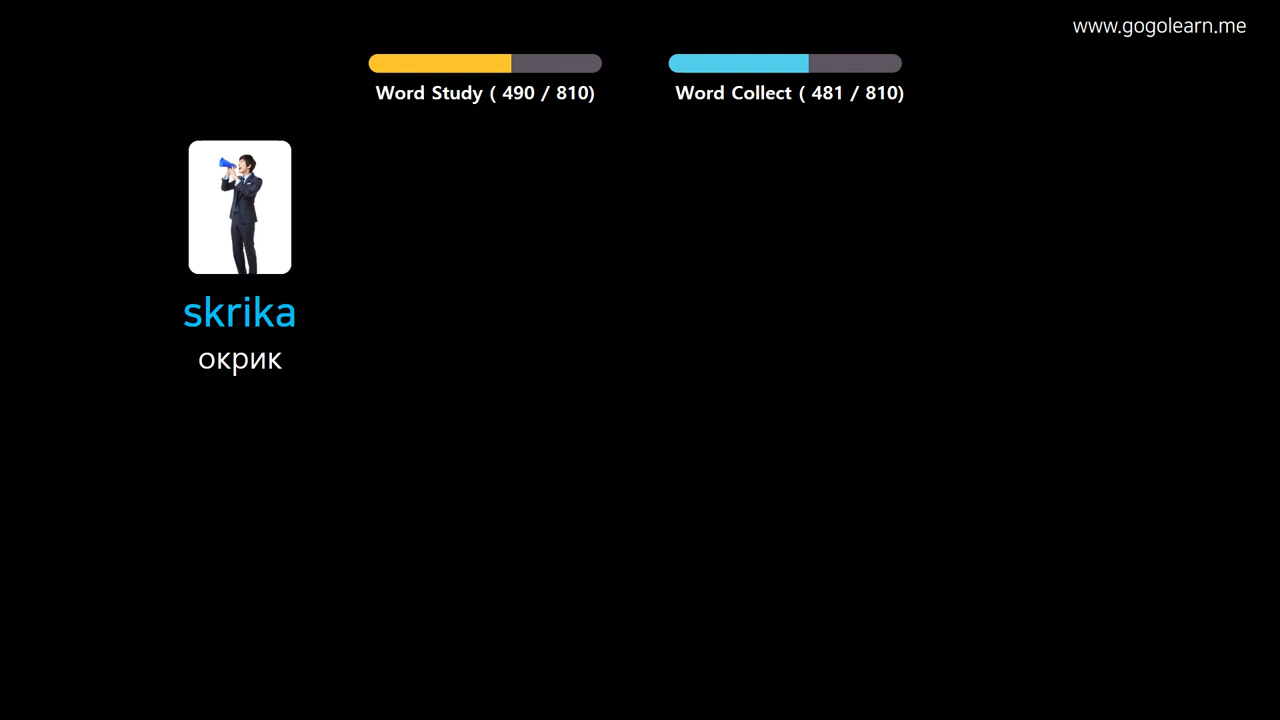 www.gogolearn.me
Word Study ( 490 / 810)
Word Collect ( 481 / 810)
skrika
окрик